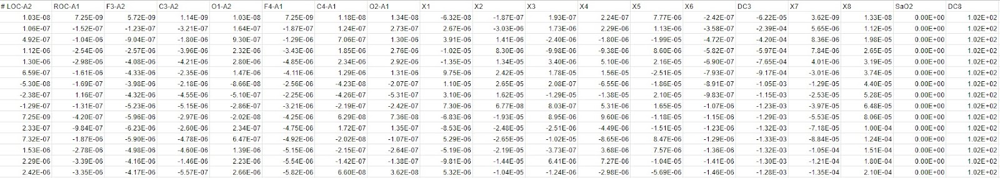 # LOC-A2 ROC-A1 F3-A2 C3-A2 O1-A2 F4-A1 C4-A1 O2-A1 X1 X2 X3 X4 X5 X6 DC3 X7 X8 SaO2 DC8
1.03E-08 7.25E-09 5.72E-09 1.14E-09 1.03E-08 7.25E-09 1.18E-08 1.34E-08 -6.32E-08 -1.87E-07 1.93E-07 2.24E-07 7.77E-06 -2.42E-07 -6.22E-05 3.62E-09 1.33E-08 0.00E+00 1.02E+02
1.06E-07 -1.52E-07 -1.23E-07 -3.21E-07 1.64E-07 -1.87E-07 1.24E-07 2.73E-07 2.67E-06 -3.03E-06 1.73E-06 2.29E-06 1.13E-06 -3.58E-07 -2.39E-04 5.65E-06 1.12E-05 0.00E+00 1.02E+02
4.92E-07 -1.04E-06 -9.04E-07 -1.80E-06 9.30E-07 -1.29E-06 7.06E-07 1.30E-06 3.91E-06 1.41E-06 -2.40E-06 -1.80E-06 -1.99E-05 -4.72E-07 -4.20E-04 8.36E-06 1.98E-05 0.00E+00 1.02E+02
1.12E-06 -2.54E-06 -2.57E-06 -3.96E-06 2.32E-06 -3.43E-06 1.85E-06 2.76E-06 -1.02E-05 8.30E-06 -9.98E-06 -9.38E-06 8.60E-06 -5.82E-07 -5.97E-04 7.84E-06 2.65E-05 0.00E+00 1.02E+02
1.30E-06 -2.98E-06 -4.08E-06 -4.21E-06 2.80E-06 -4.85E-06 2.34E-06 2.92E-06 -1.35E-05 1.34E-05 3.40E-06 5.10E-06 2.16E-05 -6.90E-07 -7.65E-04 4.01E-06 3.19E-05 0.00E+00 1.02E+02
6.59E-07 -1.61E-06 -4.33E-06 -2.35E-06 1.47E-06 -4.11E-06 1.29E-06 1.31E-06 9.75E-06 2.42E-05 1.78E-05 1.56E-05 -2.51E-05 -7.93E-07 -9.17E-04 -3.01E-06 3.74E-05 0.00E+00 1.02E+02
-5.30E-08 -1.69E-07 -3.98E-06 -2.18E-06 -8.66E-08 -2.56E-06 -4.23E-08 -2.07E-07 1.10E-05 2.65E-05 2.08E-07 -6.55E-06 -1.86E-05 -8.91E-07 -1.05E-03 -1.29E-05 4.40E-05 0.00E+00 1.02E+02
-2.38E-07 1.16E-07 -4.32E-06 -4.55E-06 -5.10E-07 -2.25E-06 -4.26E-07 -5.31E-07 3.10E-06 1.62E-05 -1.29E-05 -1.38E-05 2.10E-05 -9.83E-07 -1.15E-03 -2.53E-05 5.28E-05 0.00E+00 1.02E+02
-1.29E-07 -1.31E-07 -5.23E-06 -5.15E-06 -2.86E-07 -3.21E-06 -2.19E-07 -2.42E-07 7.30E-06 6.77E-08 8.03E-07 5.31E-06 1.65E-05 -1.07E-06 -1.23E-03 -3.97E-05 6.48E-05 0.00E+00 1.02E+02
7.25E-09 -4.20E-07 -5.96E-06 -2.97E-06 -2.02E-08 -4.25E-06 6.29E-08 7.36E-08 -6.83E-06 -1.93E-05 8.95E-06 9.60E-06 -1.18E-05 -1.15E-06 -1.29E-03 -5.53E-05 8.06E-05 0.00E+00 1.02E+02
2.33E-07 -9.84E-07 -6.23E-06 -2.60E-06 2.34E-07 -4.75E-06 1.72E-07 1.35E-07 -8.53E-06 -2.48E-05 -2.51E-06 -4.49E-06 -1.51E-05 -1.23E-06 -1.32E-03 -7.18E-05 1.00E-04 0.00E+00 1.02E+02
7.32E-07 -1.87E-06 -5.90E-06 -4.78E-06 6.47E-07 -4.92E-06 -2.02E-08 -1.07E-07 5.29E-06 -2.65E-05 -1.02E-05 -8.65E-06 8.47E-06 -1.29E-06 -1.33E-03 -8.84E-05 1.24E-04 0.00E+00 1.02E+02
1.53E-06 -2.78E-06 -4.98E-06 -4.60E-06 1.39E-06 -5.15E-06 -2.15E-07 -2.64E-07 -5.19E-06 -2.19E-05 -3.73E-07 3.68E-06 7.57E-06 -1.36E-06 -1.32E-03 -1.05E-04 1.51E-04 0.00E+00 1.02E+02
2.29E-06 -3.39E-06 -4.16E-06 -1.46E-06 2.23E-06 -5.54E-06 -1.42E-07 -1.38E-07 -9.81E-06 -1.44E-05 6.41E-06 7.27E-06 -1.04E-05 -1.41E-06 -1.30E-03 -1.21E-04 1.80E-04 0.00E+00 1.02E+02
2.42E-06 -3.35E-06 -4.17E-06 -5.57E-07 2.66E-06 -5.82E-06 6.60E-08 3.62E-08 5.32E-06 -1.04E-05 -1.24E-06 -2.98E-06 -5.69E-06 -1.46E-06 -1.28E-03 -1.35E-04 2.10E-04 0.00E+00 1.02E+02